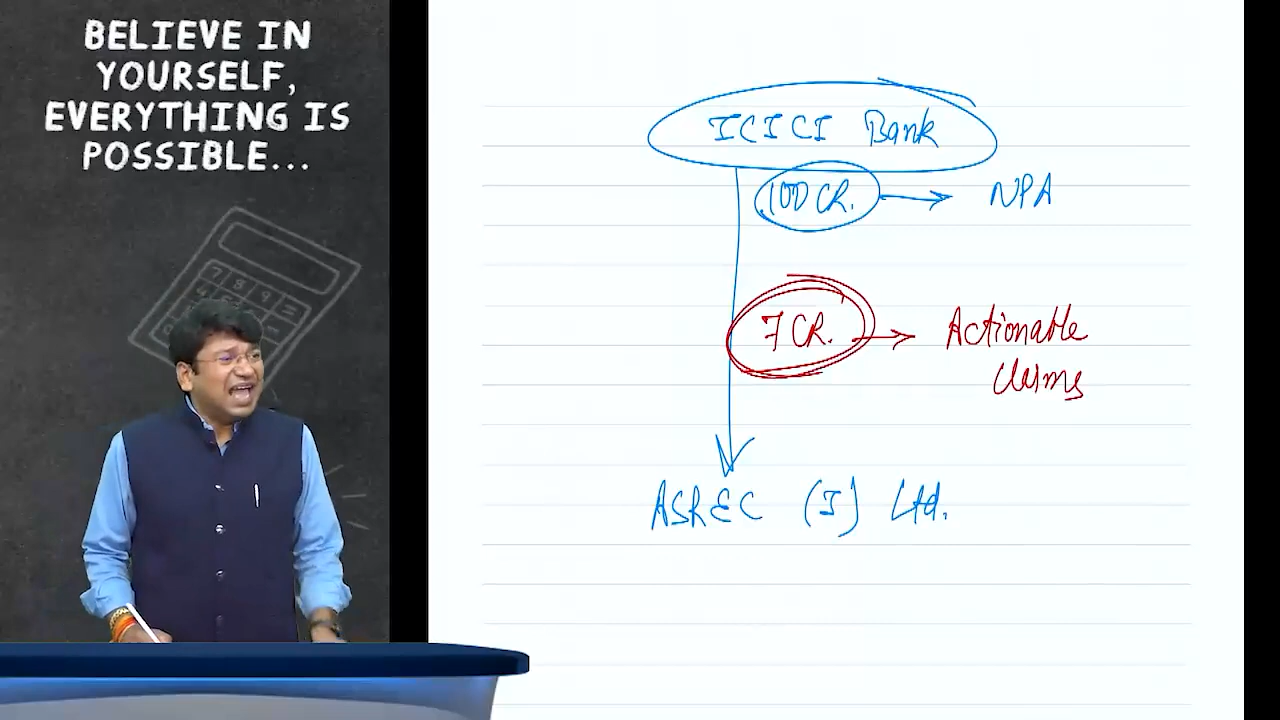 BELIEVE IN
YOURSELF,
EVERYTHING IS
POSSIBLE...
ICICI Bank
100 CR. → NPA
7 CR. → Actionable
Claims
ASREC (I) Ltd.